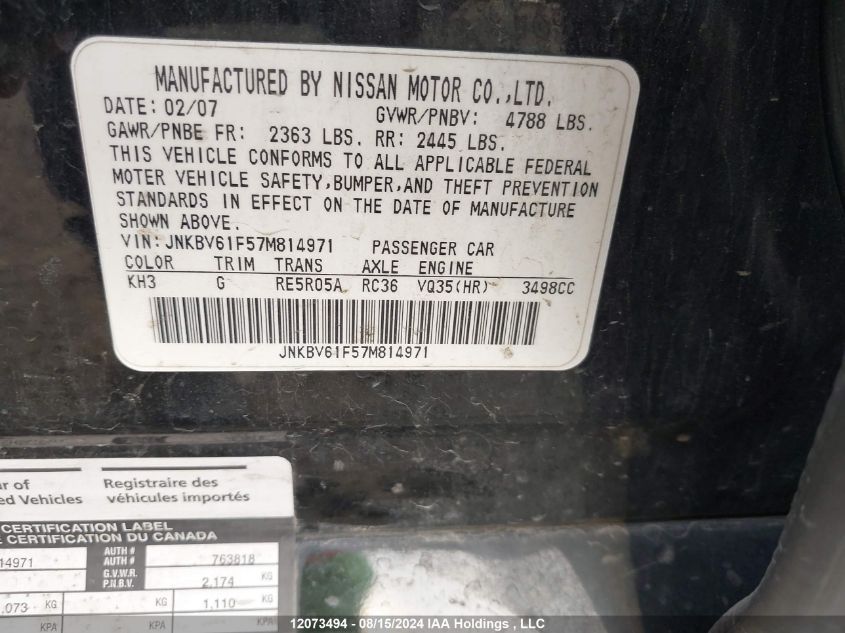 MANUFACTURED BY NISSAN MOTOR CO.,LTD.
DATE: 02/07 GVWR/PNBV: 4788 LBS.
GAWR/PNBE FR: 2363 LBS. RR: 2445 LBS.
THIS VEHICLE CONFORMS TO ALL APPLICABLE FEDERAL
MOTER VEHICLE SAFETY,BUMPER,AND THEFT PREVENTION
STANDARDS IN EFFECT ON THE DATE OF MANUFACTURE
SHOWN ABOVE.
VIN: JNKBV61F57M814971 PASSENGER CAR
COLOR TRIM TRANS AXLE ENGINE
KH3 G RE5R05A RC36 VQ35(HR) 3498CC
JNKBV61F57M814971
of Registraire des
Vehicles véhicules importés
CERTIFICATION LABEL
CERTIFICATION DU CANADA
14971 AUTH # AUTH # 763818
G.V.W.R. P.N.B.V. 2,174 KG
,073 KG KG 1,110 KG
KPA KPA KPA
12073494 - 08/15/2024 IAA Holdings , LLC